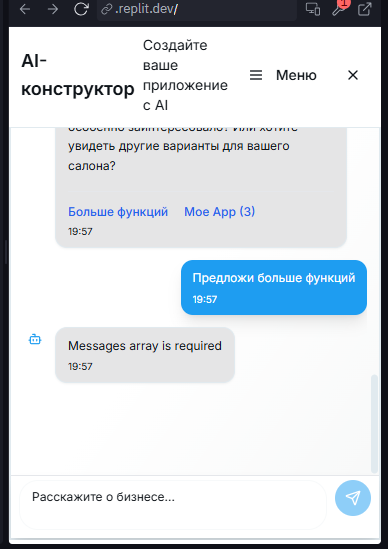 .replit.dev/
1
AI-
конструктор
Создайте
ваше
приложение
с AI
Меню
особенно заинтересовало? Или хотите
увидеть другие варианты для вашего
салона?
Больше функций Мое App (3)
19:57
Предложи больше функций
19:57
Messages array is required
19:57
Расскажите о бизнесе...